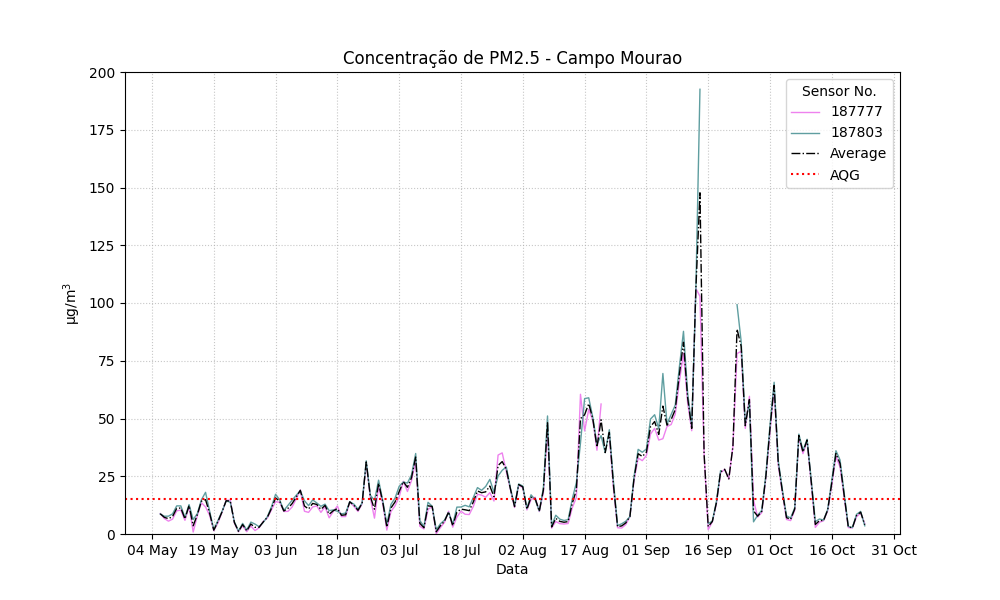 Concentração de PM2.5 - Campo Mourao
Sensor No.
187777
187803
Average
AQG
200
175
150
125
100
75
50
25
0
µg/m³
04 May 19 May 03 Jun 18 Jun 03 Jul 18 Jul 02 Aug 17 Aug 01 Sep 16 Sep 01 Oct 16 Oct 31 Oct
Data